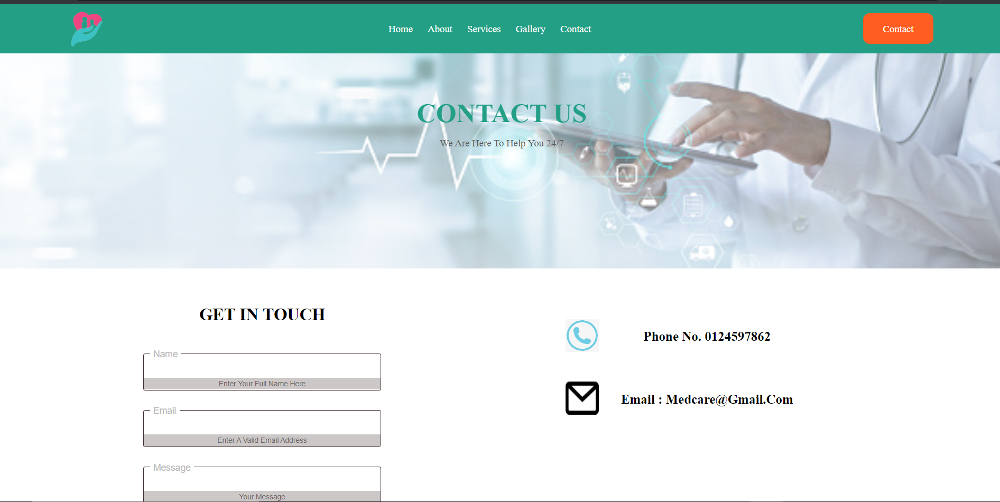 Home About Services Gallery Contact
Contact
CONTACT US
We Are Here To Help You 24/7
GET IN TOUCH
Name
Enter Your Full Name Here
Email
Enter A Valid Email Address
Message
Your Message
Phone No. 0124597862
Email : Medcare@Gmail.Com